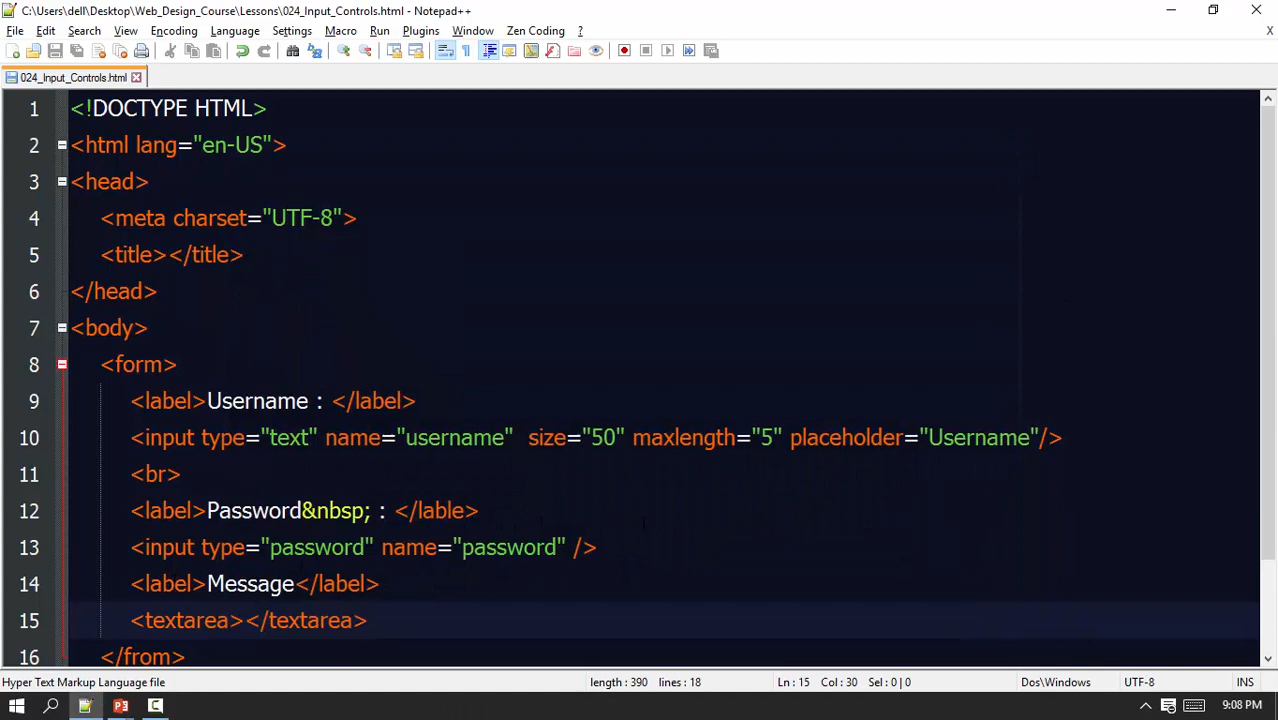 C:\Users\dell\Desktop\Web_Design_Course\Lessons\024_Input_Controls.html - Notepad++
File Edit Search View Encoding Language Settings Macro Run Plugins Window Zen Coding ? X
024_Input_Controls.html
1 <!DOCTYPE HTML>
2 <html lang="en-US">
3 <head>
4 <meta charset="UTF-8">
5 <title></title>
6 </head>
7 <body>
8 <form>
9 <label>Username : </label>
10 <input type="text" name="username"  size="50" maxlength="5" placeholder="Username"/>
11 <br>
12 <label>Password&nbsp; : </lable>
13 <input type="password" name="password" />
14 <label>Message</label>
15 <textarea></textarea>
16 </from>
Hyper Text Markup Language file length : 390 lines : 18 Ln : 15 Col : 30 Sel : 0 | 0 Dos\Windows UTF-8 INS
9:08 PM